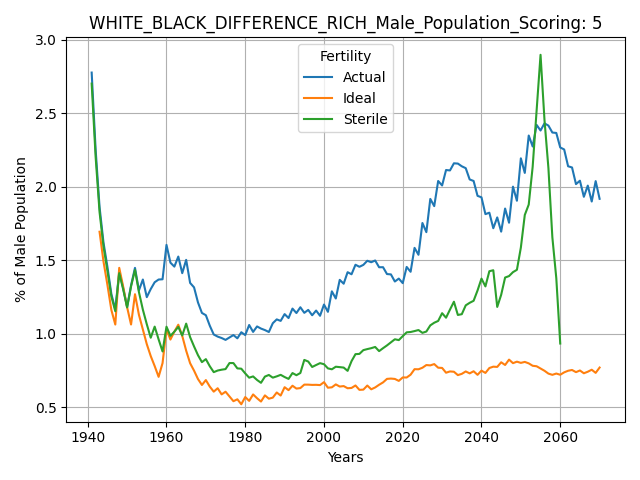 WHITE_BLACK_DIFFERENCE_RICH_Male_Population_Scoring: 5
Fertility
Actual
Ideal
Sterile
% of Male Population
3.0
2.5
2.0
1.5
1.0
0.5
1940
1960
1980
2000
2020
2040
2060
Years